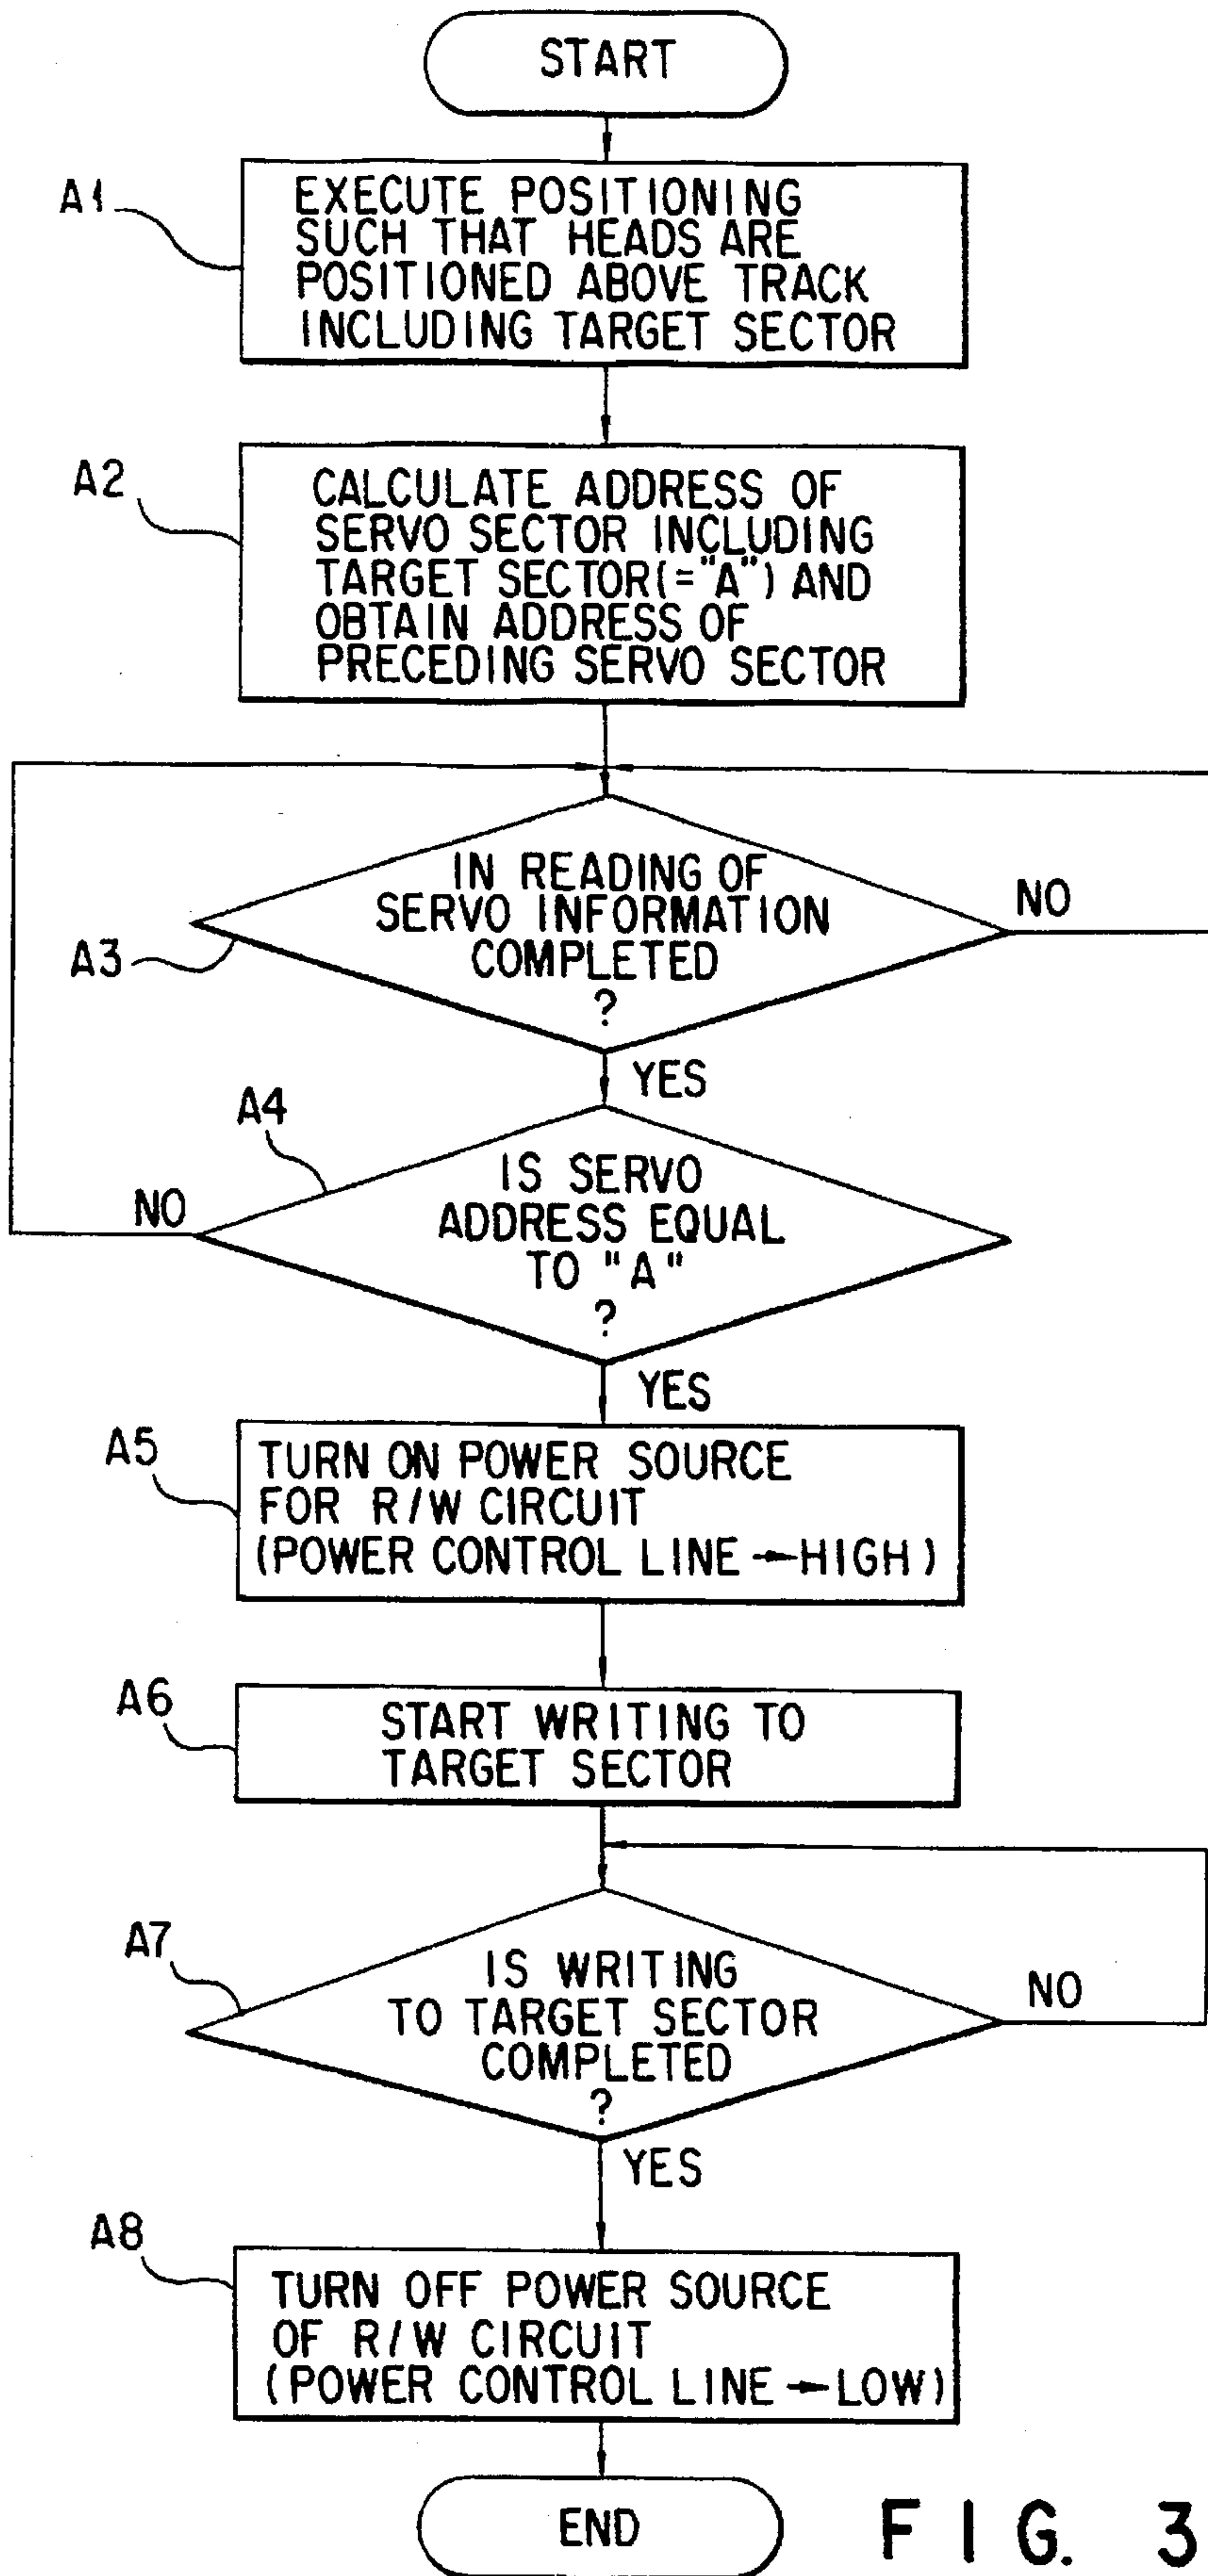 START
A1
EXECUTE POSITIONING
SUCH THAT HEADS ARE
POSITIONED ABOVE TRACK
INCLUDING TARGET SECTOR
A2
CALCULATE ADDRESS OF
SERVO SECTOR INCLUDING
TARGET SECTOR(="A") AND
OBTAIN ADDRESS OF
PRECEDING SERVO SECTOR
IN READING OF
SERVO INFORMATION
COMPLETED
?
NO
A3
YES
A4
IS SERVO
ADDRESS EQUAL
TO "A"
?
NO
YES
A5
TURN ON POWER SOURCE
FOR R/W CIRCUIT
(POWER CONTROL LINE→HIGH)
A6
START WRITING TO
TARGET SECTOR
A7
IS WRITING
TO TARGET SECTOR
COMPLETED
?
NO
YES
A8
TURN OFF POWER SOURCE
OF R/W CIRCUIT
(POWER CONTROL LINE→LOW)
END
FIG. 3